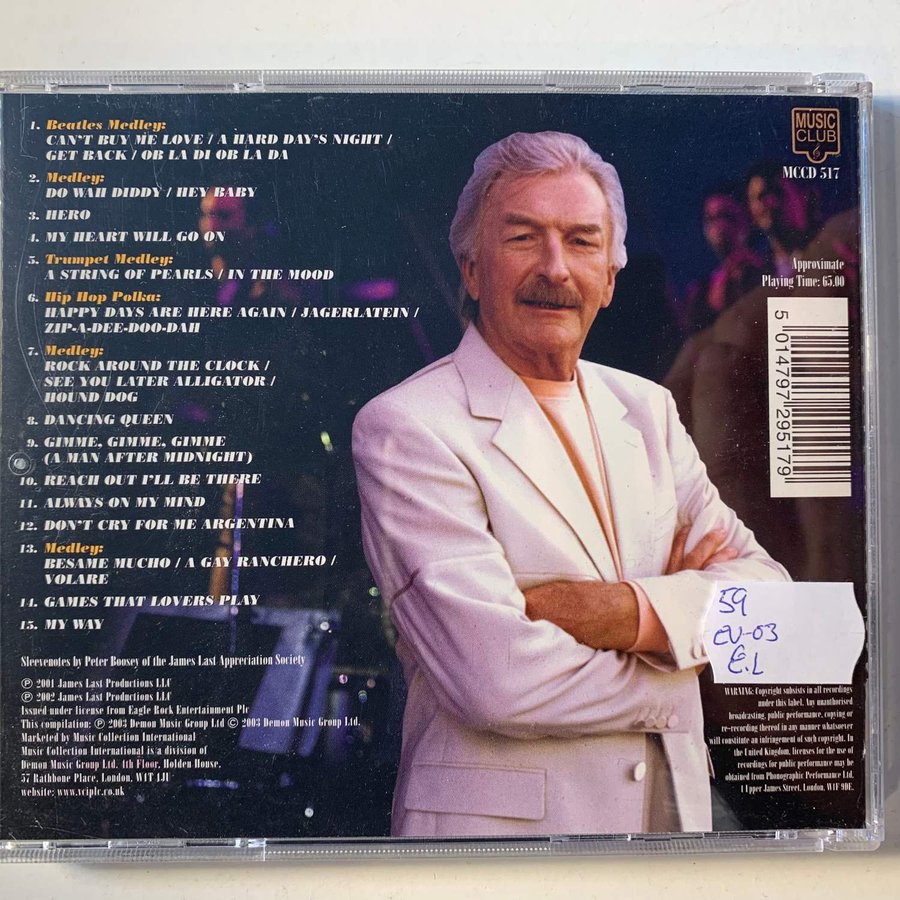 1. Beatles Medley:
CAN'T BUY ME LOVE / A HARD DAY'S NIGHT /
GET BACK / OB LA DI OB LA DA
2. Medley:
DO WAH DIDDY / HEY BABY
3. HERO
4. MY HEART WILL GO ON
5. Trumpet Medley:
A STRING OF PEARLS / IN THE MOOD
6. Hip Hop Polka:
HAPPY DAYS ARE HERE AGAIN / JAGERLATEIN /
ZIP-A-DEE-DOO-DAH
7. Medley:
ROCK AROUND THE CLOCK /
SEE YOU LATER ALLIGATOR /
HOUND DOG
8. DANCING QUEEN
9. GIMME, GIMME, GIMME
(A MAN AFTER MIDNIGHT)
10. REACH OUT I'LL BE THERE
11. ALWAYS ON MY MIND
12. DON'T CRY FOR ME ARGENTINA
13. Medley:
BESAME MUCHO / A GAY RANCHERO /
VOLARE
14. GAMES THAT LOVERS PLAY
15. MY WAY
Sleevenotes by Peter Boosey of the James Last Appreciation Society
℗ 2001 James Last Productions LLC
℗ 2002 James Last Productions LLC
Issued under license from Eagle Rock Entertainment Plc
This compilation: ℗ 2003 Demon Music Group Ltd © 2003 Demon Music Group Ltd.
Marketed by Music Collection International
Music Collection International is a division of
Demon Music Group Ltd. 4th Floor, Holden House,
57 Rathbone Place, London. W1T 1JU
website: www.vciplc.co.uk
MUSIC
CLUB
MCCD 517
Approximate
Playing Time: 65.00
5 014797 295179
59
EV-03
E.L
WARNING: Copyright subsists in all recordings
under this label. Any unauthorised
broadcasting, public performance, copying or
re-recording thereof in any manner whatsoever
will constitute an infringement of such copyright. In
the United Kingdom, licenses for the use of
recordings for public performance may be
obtained from Phonographic Performance Ltd.
1 Upper James Street, London. W1F 9DE.